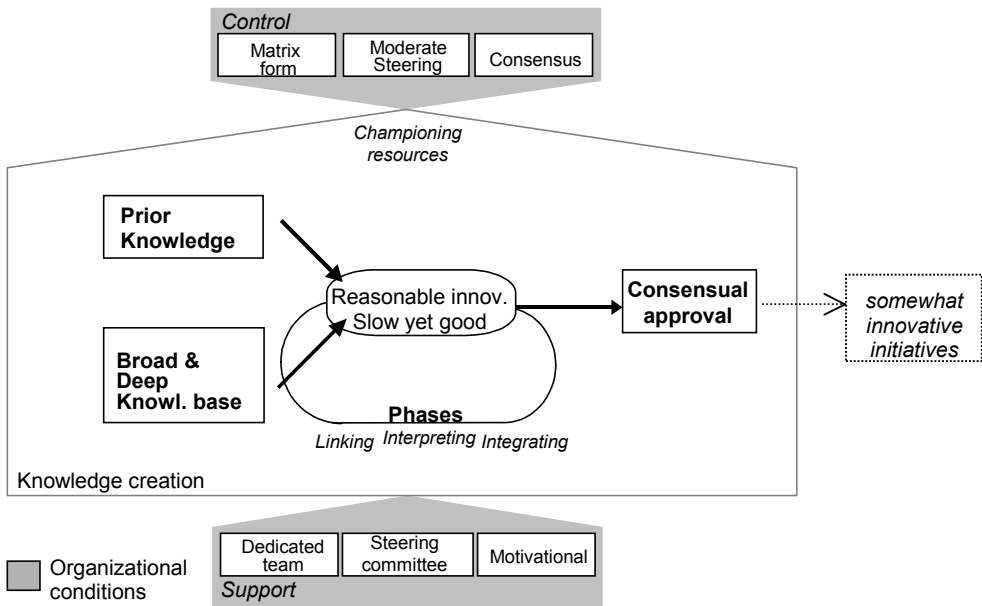 Control
Matrix
form
Moderate
Steering
Consensus
Championing
resources
Prior
Knowledge
Reasonable innov.
Slow yet good
Consensual
approval
somewhat
innovative
initiatives
Broad &
Deep
Knowl. base
Phases
Linking Interpreting Integrating
Knowledge creation
Dedicated
team
Steering
committee
Motivational
Support
Organizational
conditions